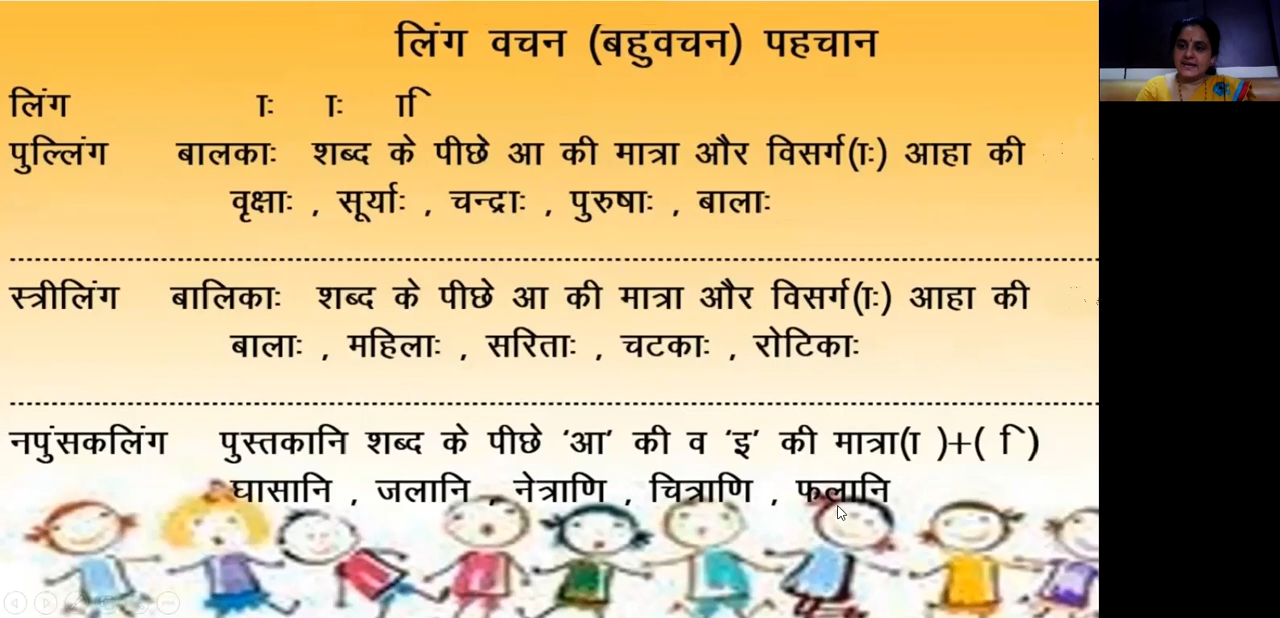 लिंग वचन (बहुवचन) पहचान
लिंग ाः ाः ाि
पुल्लिंग बालकाः शब्द के पीछे आ की मात्रा और विसर्ग(ाः) आहा की
वृक्षाः , सूर्याः , चन्द्राः , पुरुषाः , बालाः
स्त्रीलिंग बालिकाः शब्द के पीछे आ की मात्रा और विसर्ग(ाः) आहा की
बालाः , महिलाः , सरिताः , चटकाः , रोटिकाः
नपुंसकलिंग पुस्तकानि शब्द के पीछे ‘आ’ की व ‘इ’ की मात्रा(ा )+( ि )
घासानि , जलानि , नेत्राणि , चित्राणि , फलानि